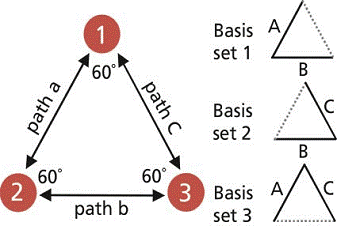 1
60°
path a
path C
2
60°
60°
3
path b
Basis
set 1
A
B
Basis
set 2
C
B
Basis
set 3
A
C